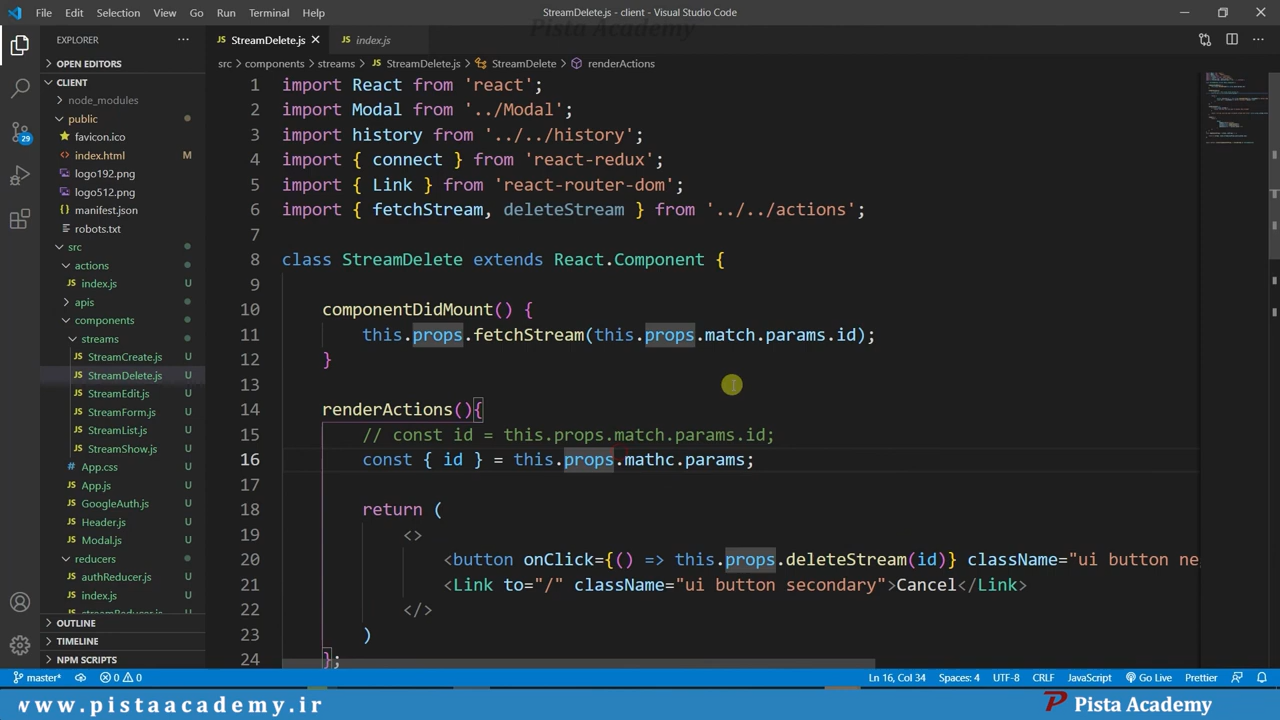 File Edit Selection View Go Run Terminal Help StreamDelete.js - client - Visual Studio Code
Pista Academy
EXPLORER
StreamDelete.js
index.js
OPEN EDITORS
src > components > streams > StreamDelete.js > StreamDelete > renderActions
CLIENT
node_modules
public
favicon.ico
index.html M
logo192.png
logo512.png
manifest.json
robots.txt
src
actions
index.js U
apis
components
streams
StreamCreate.js U
StreamDelete.js U
StreamEdit.js U
StreamForm.js U
StreamList.js U
StreamShow.js U
App.css U
App.js U
GoogleAuth.js U
Header.js U
Modal.js U
reducers
authReducer.js U
index.js U
streamReducer.js U
OUTLINE
TIMELINE
NPM SCRIPTS
29
1 import React from 'react';
2 import Modal from '../Modal';
3 import history from '../../history';
4 import { connect } from 'react-redux';
5 import { Link } from 'react-router-dom';
6 import { fetchStream, deleteStream } from '../../actions';
7
8 class StreamDelete extends React.Component {
9
10 componentDidMount() {
11 this.props.fetchStream(this.props.match.params.id);
12 }
13
14 renderActions(){
15 // const id = this.props.match.params.id;
16 const { id } = this.props.mathc.params;
17
18 return (
19 <>
20 <button onClick={() => this.props.deleteStream(id)} className="ui button ne
21 <Link to="/" className="ui button secondary">Cancel</Link>
22 </>
23 )
24 };
master* 0 0 Ln 16, Col 34 Spaces: 4 UTF-8 CRLF JavaScript Go Live Prettier
www.pistaacademy.ir
P Pista Academy